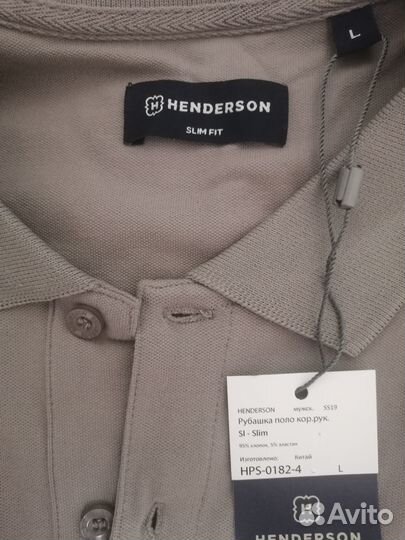 L
HENDERSON
SLIM FIT
HENDERSON мужск. SS19
Рубашка поло кор.рук.
SI - Slim
95% хлопок, 5% эластан
Изготовлено: Китай
HPS-0182-4 L
HENDERSON
Avito